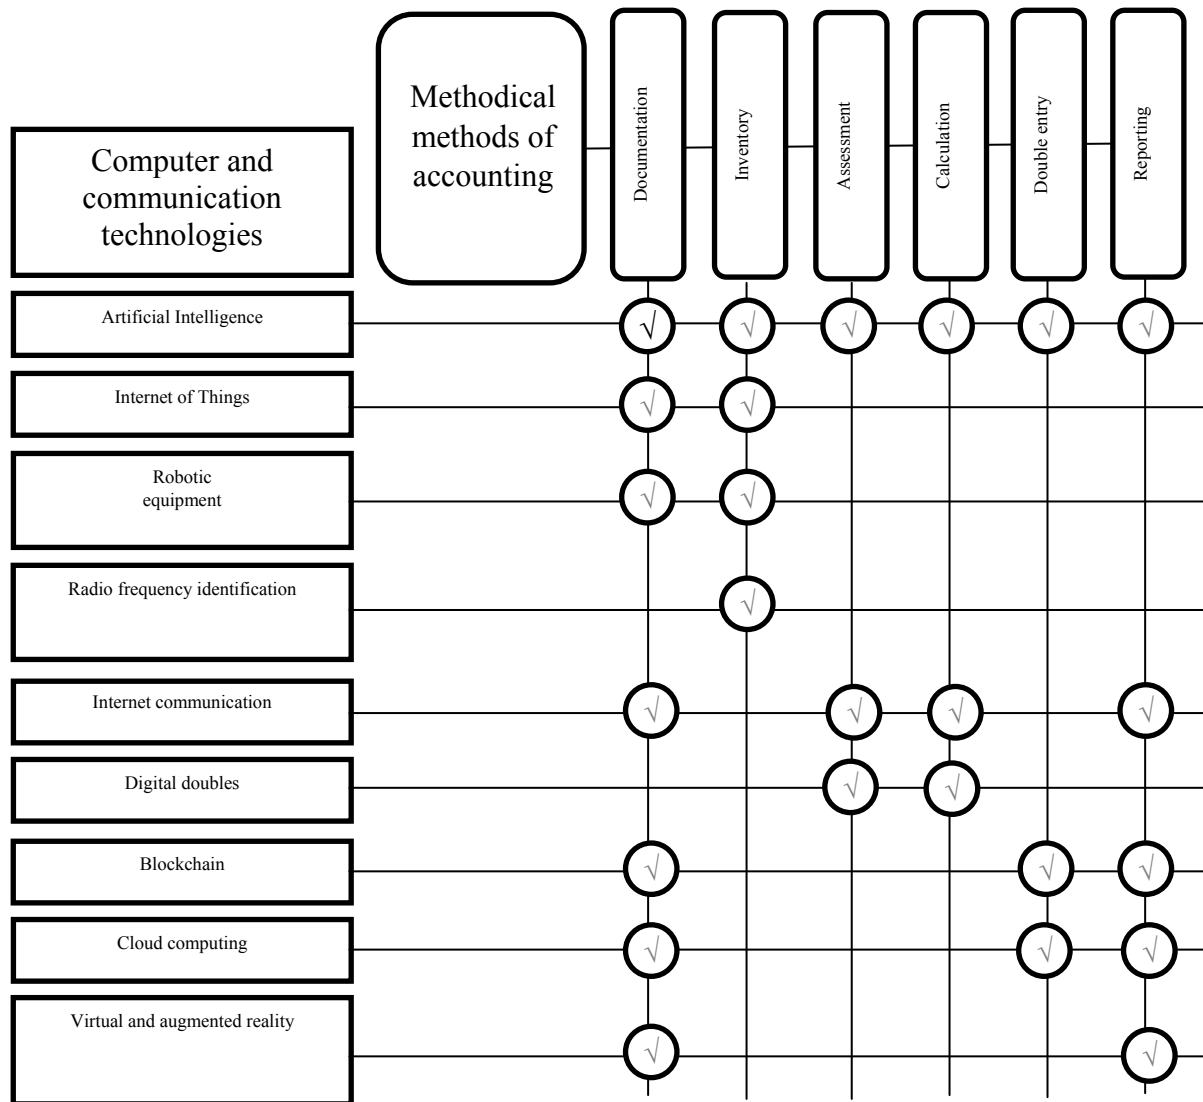 Methodical
methods of
accounting
Documentation
Inventory
Assessment
Calculation
Double entry
Reporting
Computer and
communication
technologies
Artificial Intelligence
√ √ √ √ √ √
Internet of Things
√ √
Robotic
equipment
√ √
Radio frequency identification
√
Internet communication
√ √ √ √
Digital doubles
√ √
Blockchain
√ √ √
Cloud computing
√ √ √
Virtual and augmented reality
√ √